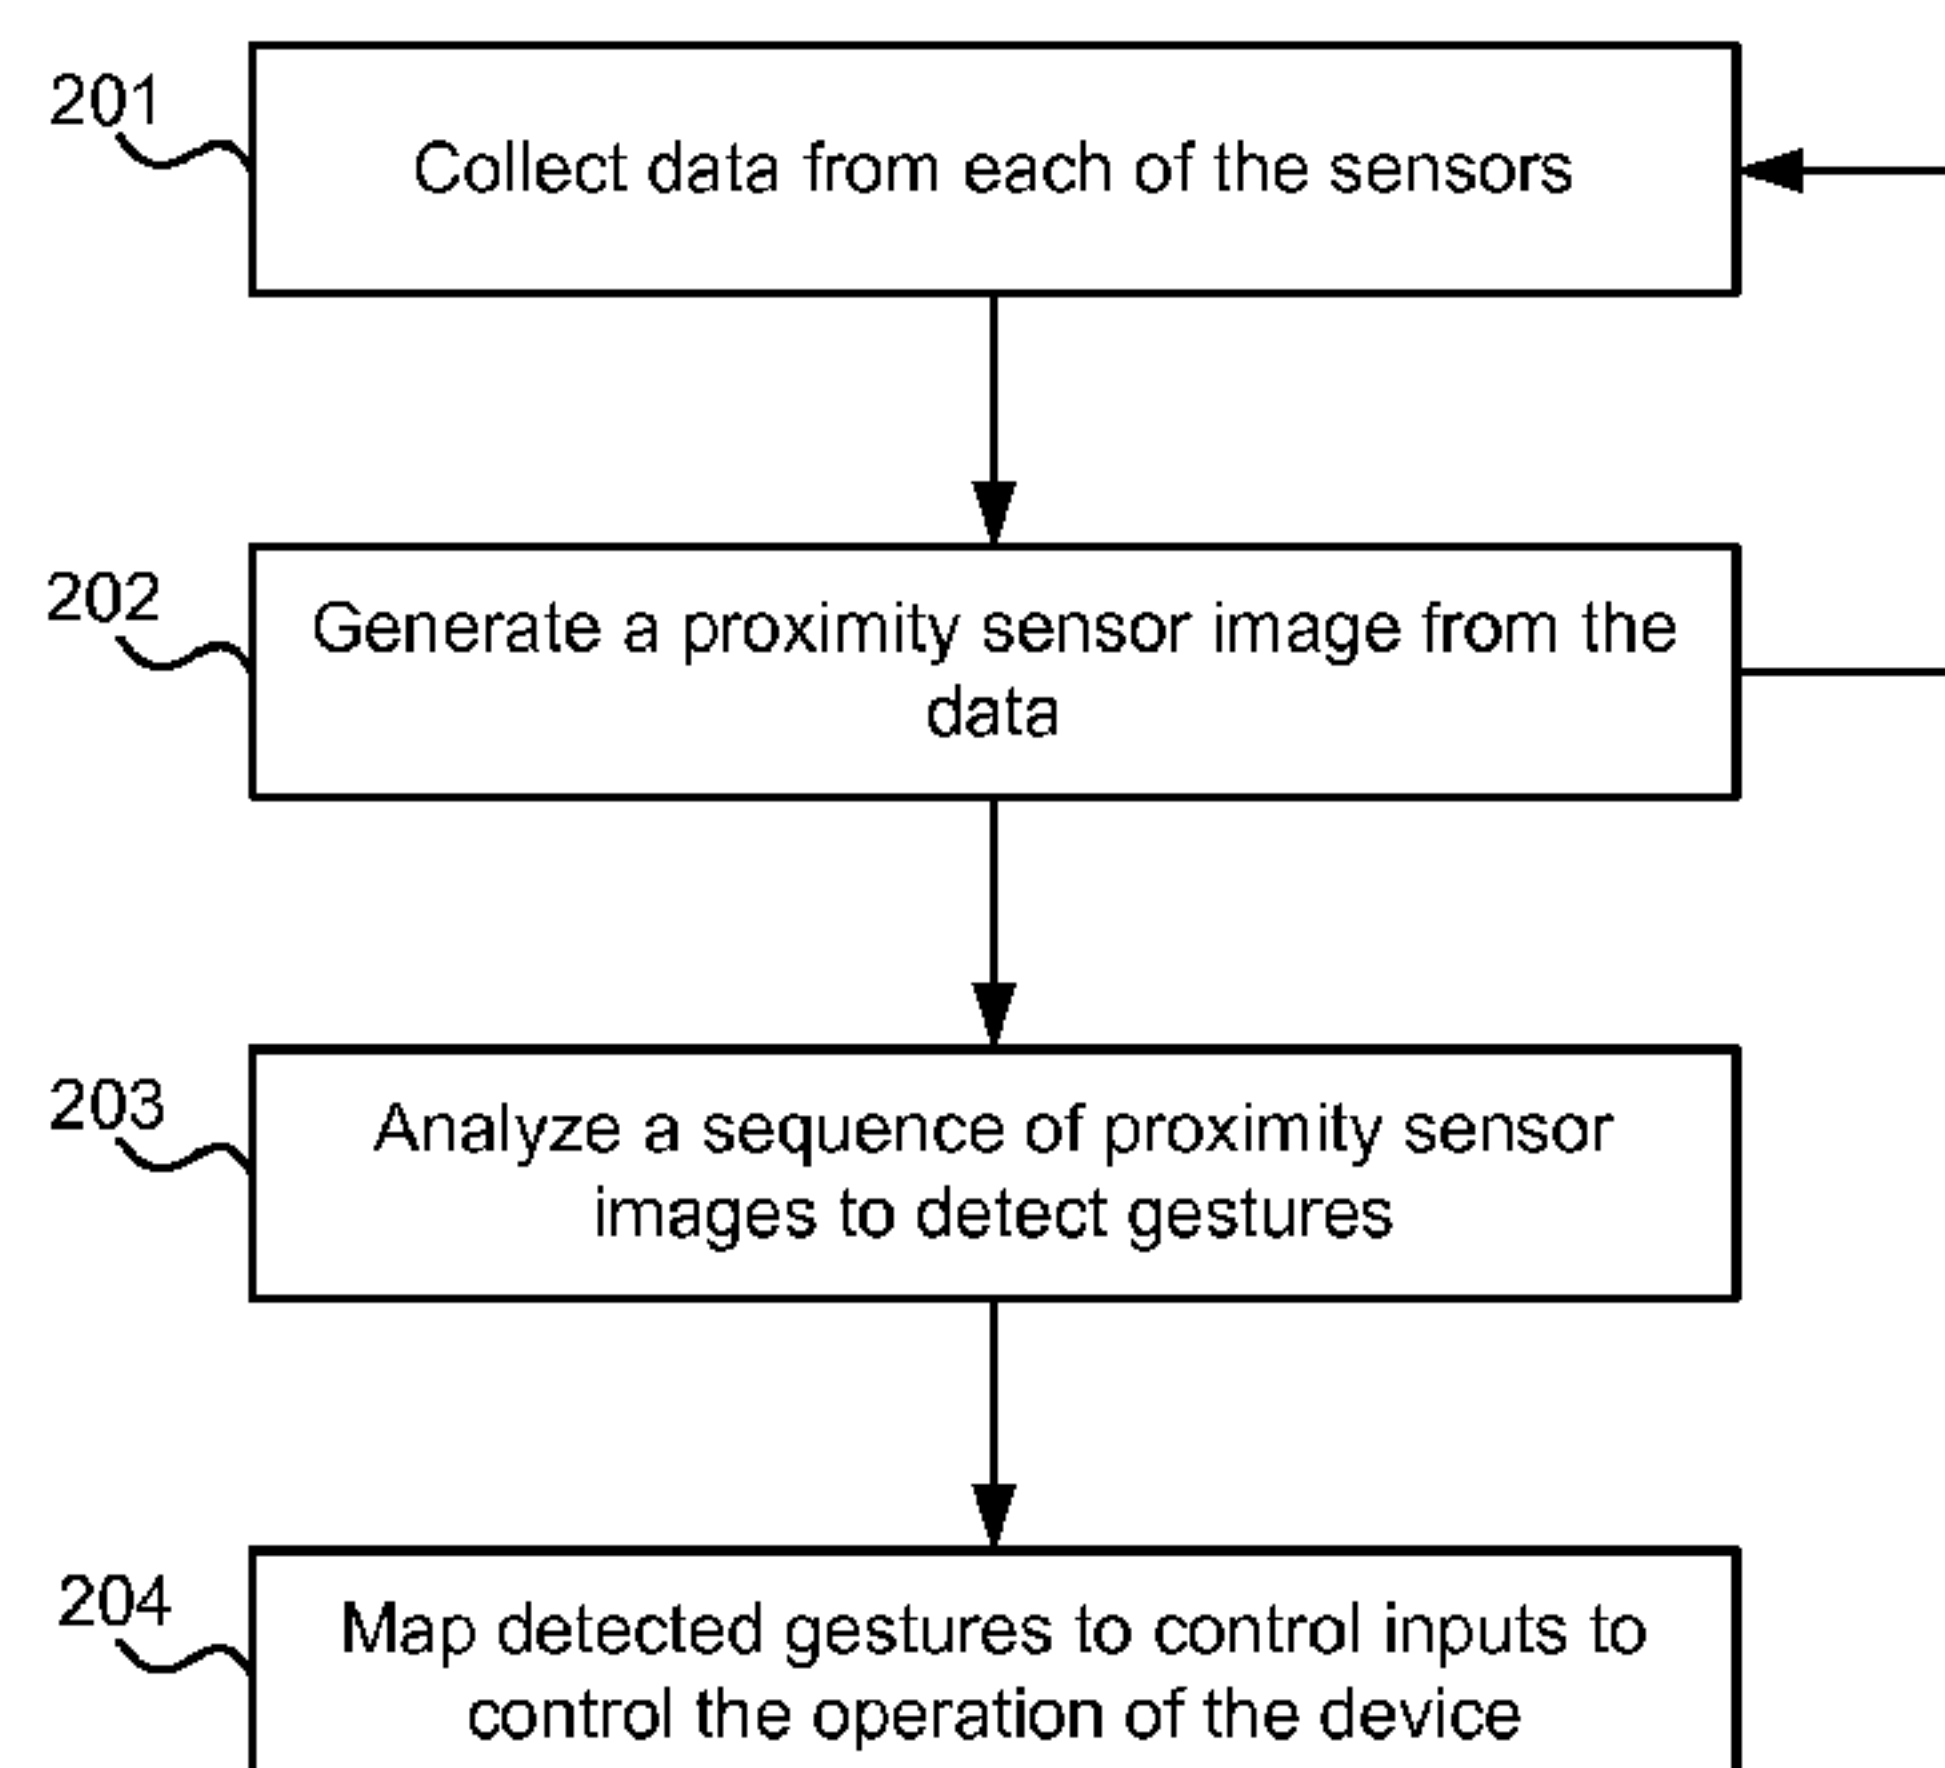 201
Collect data from each of the sensors
202
Generate a proximity sensor image from the
data
203
Analyze a sequence of proximity sensor
images to detect gestures
204
Map detected gestures to control inputs to
control the operation of the device